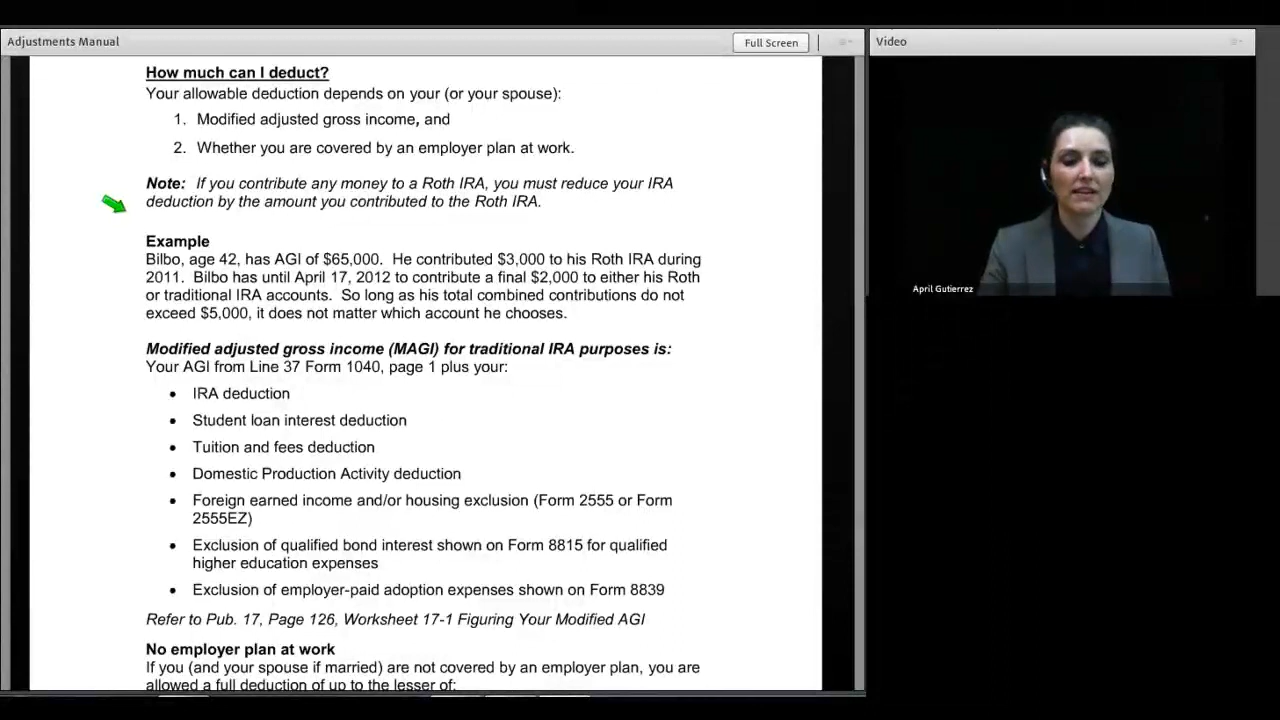 Adjustments Manual
Full Screen
Video
How much can I deduct?
Your allowable deduction depends on your (or your spouse):
1. Modified adjusted gross income, and
2. Whether you are covered by an employer plan at work.
Note: If you contribute any money to a Roth IRA, you must reduce your IRA
deduction by the amount you contributed to the Roth IRA.
Example
Bilbo, age 42, has AGI of $65,000. He contributed $3,000 to his Roth IRA during
2011. Bilbo has until April 17, 2012 to contribute a final $2,000 to either his Roth
or traditional IRA accounts. So long as his total combined contributions do not
exceed $5,000, it does not matter which account he chooses.
Modified adjusted gross income (MAGI) for traditional IRA purposes is:
Your AGI from Line 37 Form 1040, page 1 plus your:
• IRA deduction
• Student loan interest deduction
• Tuition and fees deduction
• Domestic Production Activity deduction
• Foreign earned income and/or housing exclusion (Form 2555 or Form
2555EZ)
• Exclusion of qualified bond interest shown on Form 8815 for qualified
higher education expenses
• Exclusion of employer-paid adoption expenses shown on Form 8839
Refer to Pub. 17, Page 126, Worksheet 17-1 Figuring Your Modified AGI
No employer plan at work
If you (and your spouse if married) are not covered by an employer plan, you are
allowed a full deduction of up to the lesser of:
April Gutierrez